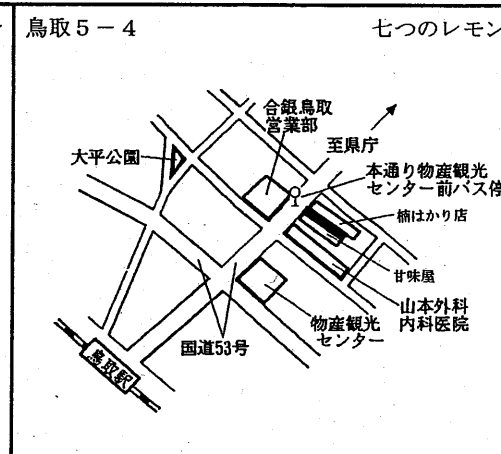 鳥取5-4
七つのレモン
合銀鳥取
営業部
至県庁
大平公園
本通り物産観光
センター前バス停
楠はかり店
甘味屋
山本外科
内科医院
物産観光
センター
国道53号
鳥取駅